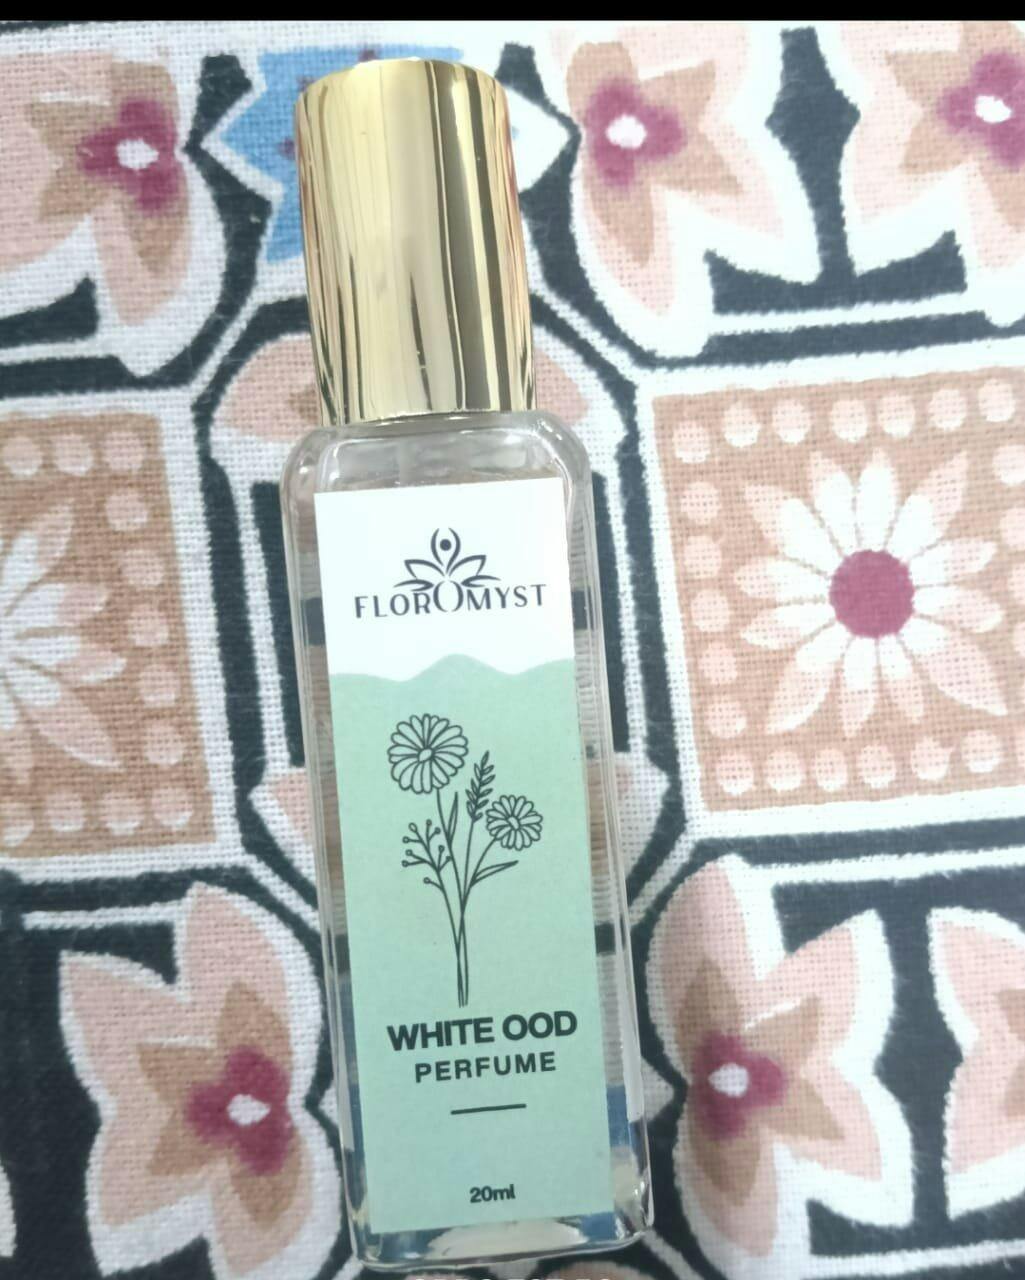 FLOROMYST
WHITE OOD
PERFUME
20ml